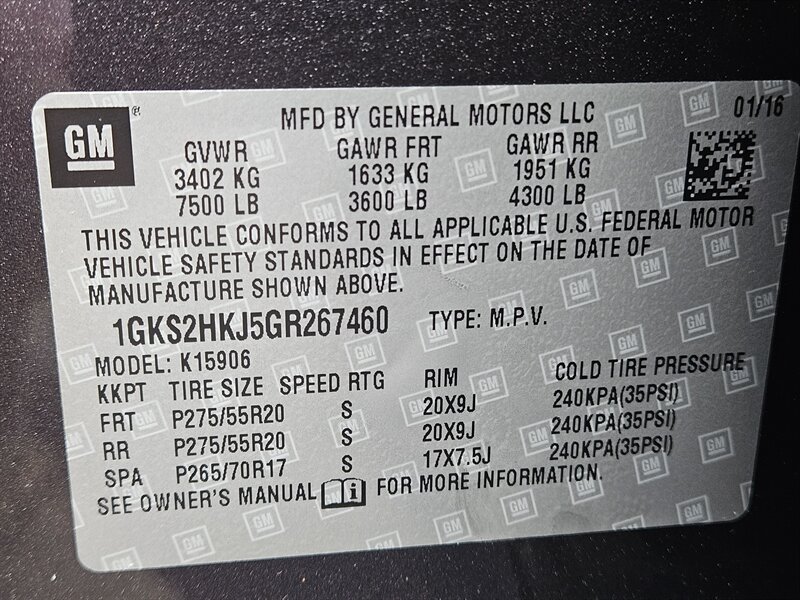 GM
MFD BY GENERAL MOTORS LLC 01/16
GVWR GAWR FRT GAWR RR
3402 KG 1633 KG 1951 KG
7500 LB 3600 LB 4300 LB
THIS VEHICLE CONFORMS TO ALL APPLICABLE U.S. FEDERAL MOTOR
VEHICLE SAFETY STANDARDS IN EFFECT ON THE DATE OF
MANUFACTURE SHOWN ABOVE.
1GKS2HKJ5GR267460 TYPE: M.P.V.
MODEL: K15906
KKPT TIRE SIZE SPEED RTG RIM COLD TIRE PRESSURE
FRT P275/55R20 S 20X9J 240KPA(35PSI)
RR P275/55R20 S 20X9J 240KPA(35PSI)
SPA P265/70R17 S 17X7.5J 240KPA(35PSI)
SEE OWNER'S MANUAL i FOR MORE INFORMATION.